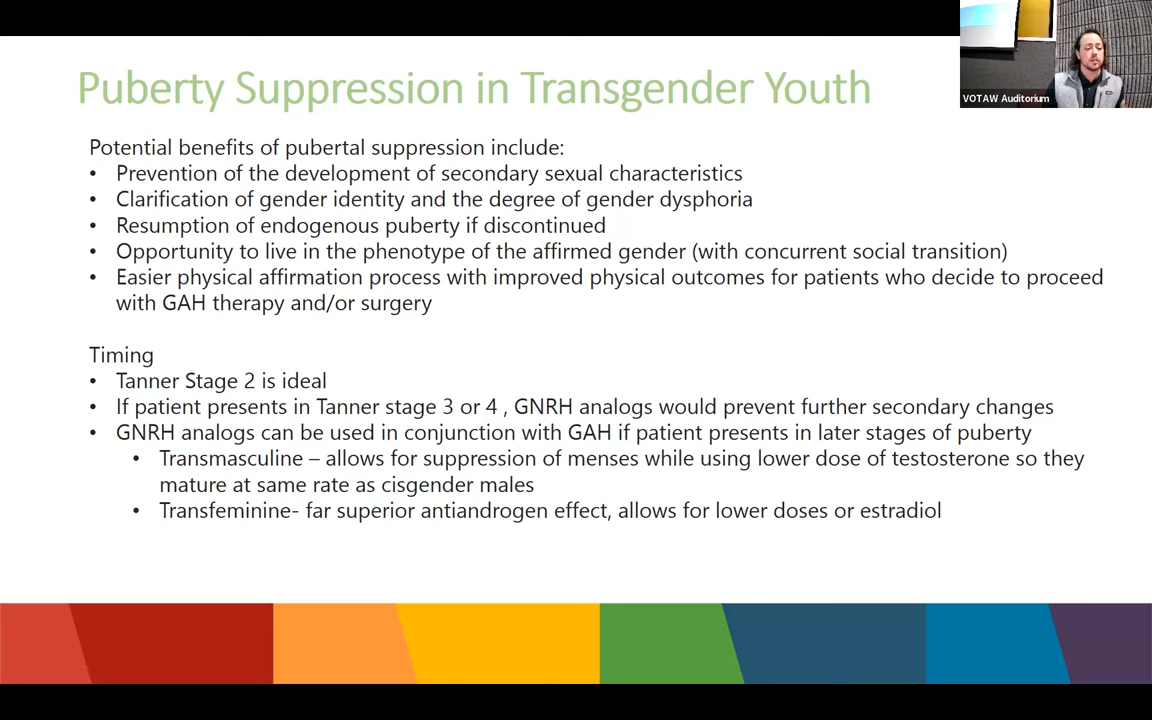 Puberty Suppression in Transgender Youth
VOTAW Auditorium
Potential benefits of pubertal suppression include:
• Prevention of the development of secondary sexual characteristics
• Clarification of gender identity and the degree of gender dysphoria
• Resumption of endogenous puberty if discontinued
• Opportunity to live in the phenotype of the affirmed gender (with concurrent social transition)
• Easier physical affirmation process with improved physical outcomes for patients who decide to proceed
with GAH therapy and/or surgery
Timing
• Tanner Stage 2 is ideal
• If patient presents in Tanner stage 3 or 4 , GNRH analogs would prevent further secondary changes
• GNRH analogs can be used in conjunction with GAH if patient presents in later stages of puberty
• Transmasculine – allows for suppression of menses while using lower dose of testosterone so they
mature at same rate as cisgender males
• Transfeminine- far superior antiandrogen effect, allows for lower doses or estradiol